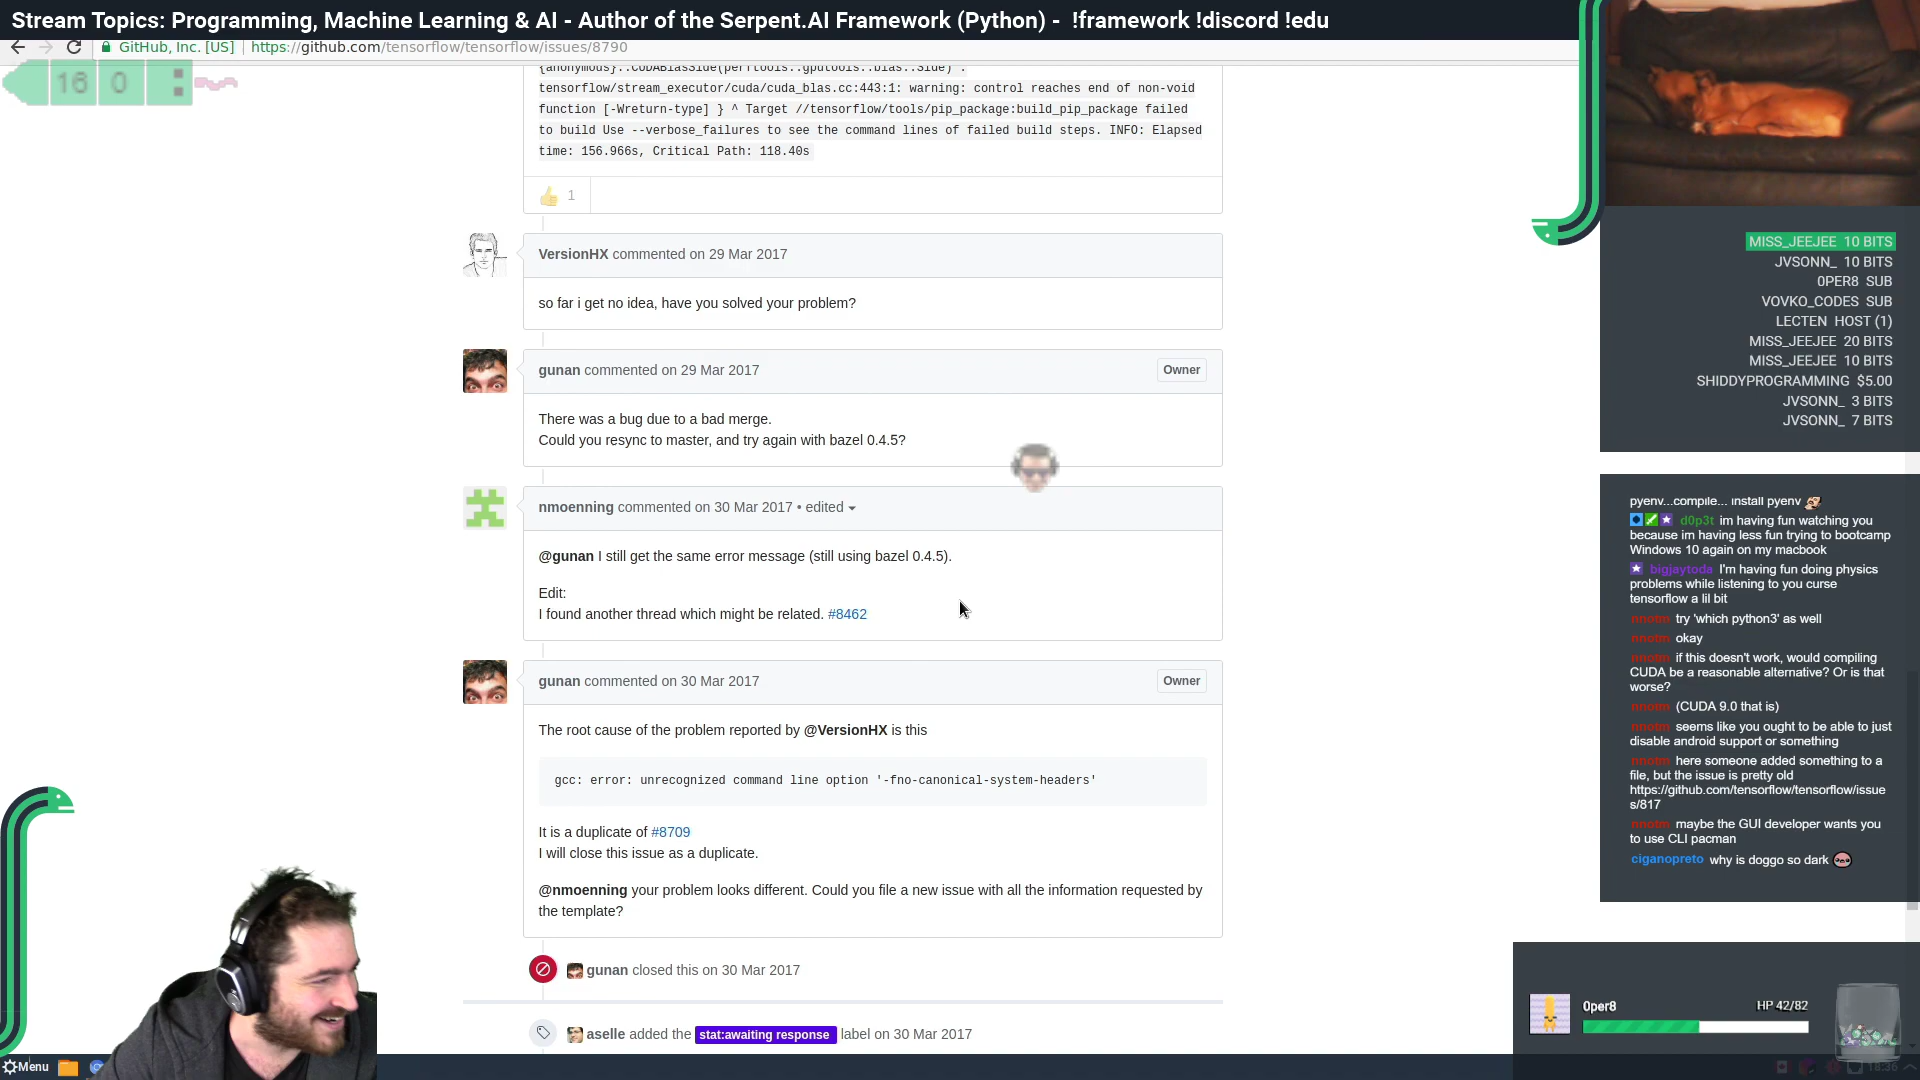 Stream Topics: Programming, Machine Learning & AI - Author of the Serpent.AI Framework (Python) - !framework !discord !edu
GitHub, Inc. [US] | https://github.com/tensorflow/tensorflow/issues/8790
16 0 :
{anonymous}::CUDABlasSide(perftools::gputools::blas::Side)'.
tensorflow/stream_executor/cuda/cuda_blas.cc:443:1: warning: control reaches end of non-void
function [-Wreturn-type] } ^ Target //tensorflow/tools/pip_package:build_pip_package failed
to build Use --verbose_failures to see the command lines of failed build steps. INFO: Elapsed
time: 156.966s, Critical Path: 118.40s
1
VersionHX commented on 29 Mar 2017
so far i get no idea, have you solved your problem?
gunan commented on 29 Mar 2017
Owner
There was a bug due to a bad merge.
Could you resync to master, and try again with bazel 0.4.5?
nmoenning commented on 30 Mar 2017 • edited
@gunan I still get the same error message (still using bazel 0.4.5).
Edit:
I found another thread which might be related. #8462
gunan commented on 30 Mar 2017
Owner
The root cause of the problem reported by @VersionHX is this
gcc: error: unrecognized command line option '-fno-canonical-system-headers'
It is a duplicate of #8709
I will close this issue as a duplicate.
@nmoenning your problem looks different. Could you file a new issue with all the information requested by
the template?
gunan closed this on 30 Mar 2017
aselle added the stat:awaiting response label on 30 Mar 2017
MISS_JEEJEE 10 BITS
JVSONN_ 10 BITS
0PER8 SUB
VOVKO_CODES SUB
LECTEN HOST (1)
MISS_JEEJEE 20 BITS
MISS_JEEJEE 10 BITS
SHIDDYPROGRAMMING $5.00
JVSONN_ 3 BITS
JVSONN_ 7 BITS
pyenv...compile... install pyenv
d0p3t im having fun watching you
because im having less fun trying to bootcamp
Windows 10 again on my macbook
bigjaytoda I'm having fun doing physics
problems while listening to you curse
tensorflow a lil bit
nnotm try 'which python3' as well
nnotm okay
nnotm if this doesn't work, would compiling
CUDA be a reasonable alternative? Or is that
worse?
nnotm (CUDA 9.0 that is)
nnotm seems like you ought to be able to just
disable android support or something
nnotm here someone added something to a
file, but the issue is pretty old
https://github.com/tensorflow/tensorflow/issue
s/817
nnotm maybe the GUI developer wants you
to use CLI pacman
ciganopreto why is doggo so dark
0per8 HP 42/82
Menu
18:36